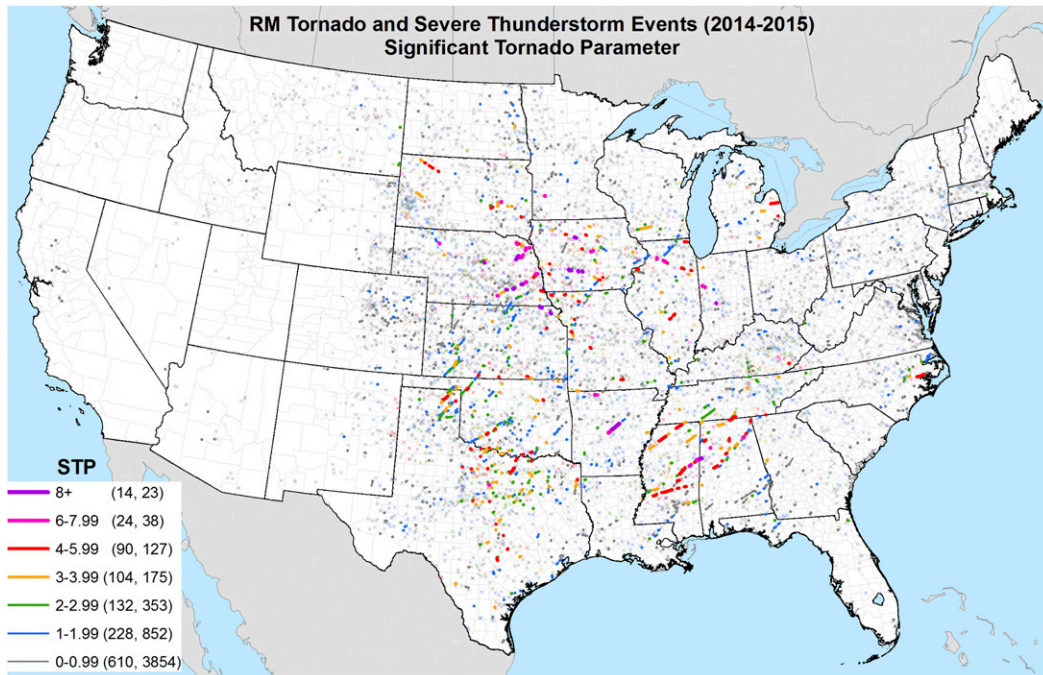 RM Tornado and Severe Thunderstorm Events (2014-2015)
Significant Tornado Parameter
STP
8+ (14, 23)
6-7.99 (24, 38)
4-5.99 (90, 127)
3-3.99 (104, 175)
2-2.99 (132, 353)
1-1.99 (228, 852)
0-0.99 (610, 3854)